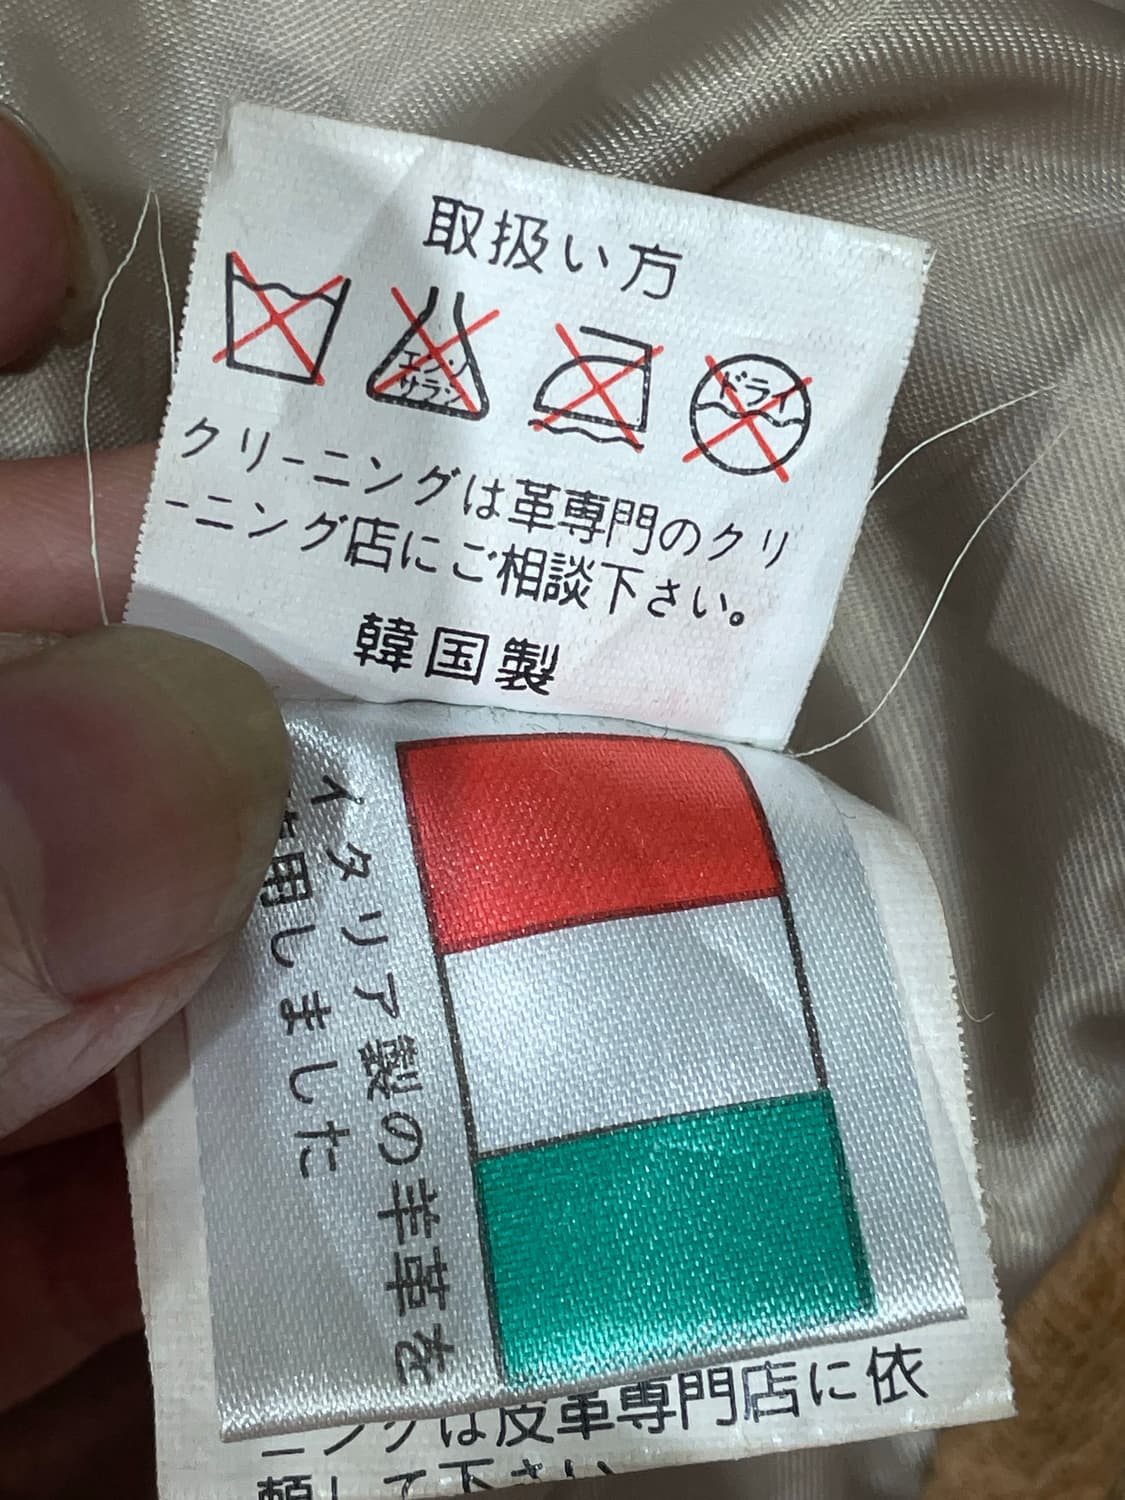 取扱い方
エンソ
サラシ
ドライ
クリーニングは革専門のクリ
ーニング店にご相談下さい。
韓国製
イタリア製の羊革を
使用しました
ニングは皮革専門店に依
頼して下さい